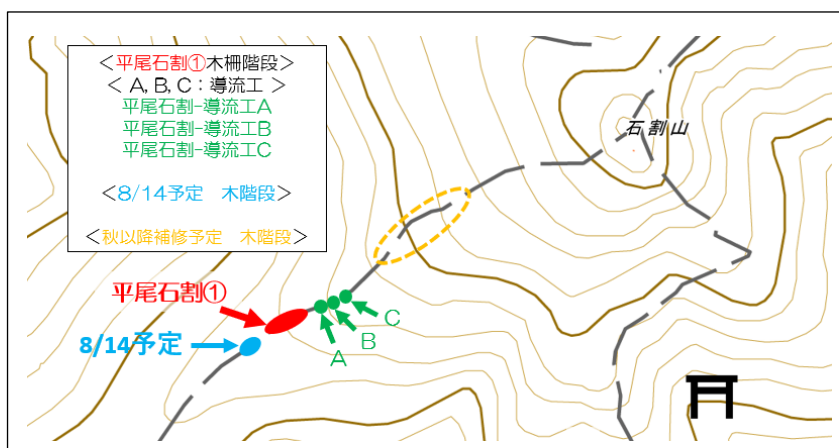 ＜平尾石割①木柵階段＞
＜ A, B, C：導流工 ＞
平尾石割-導流工A
平尾石割-導流工B
平尾石割-導流工C
＜8/14予定　木階段＞
＜秋以降補修予定　木階段＞
石割山
平尾石割①
8/14予定
A
B
C